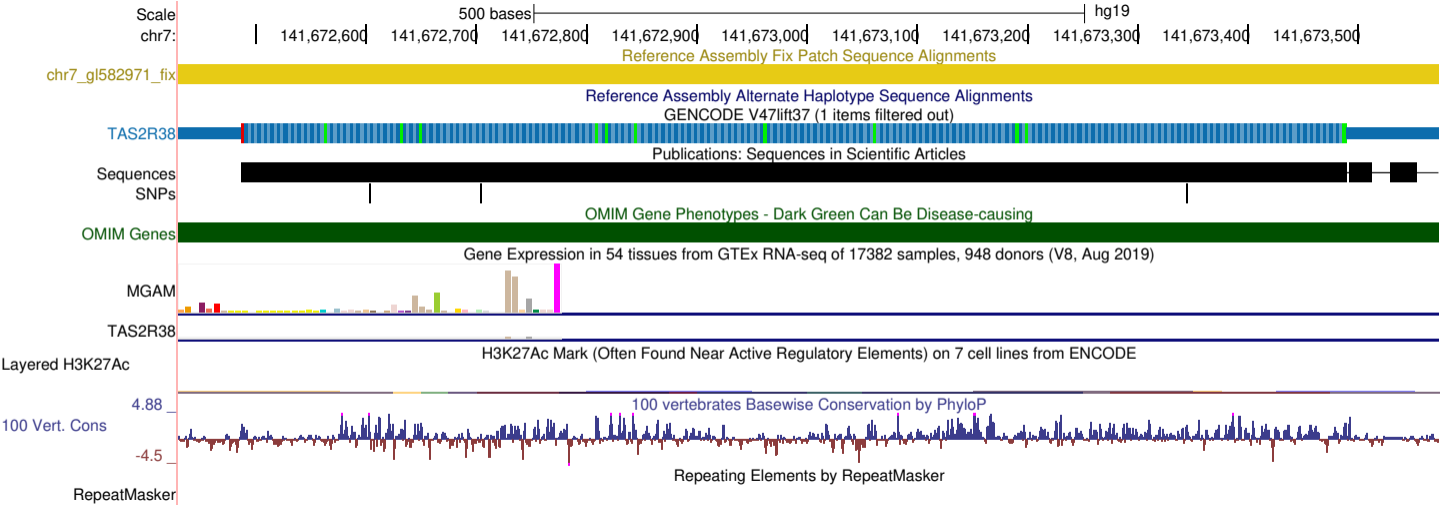 Scale 500 bases hg19
chr7: 141,672,600 141,672,700 141,672,800 141,672,900 141,673,000 141,673,100 141,673,200 141,673,300 141,673,400 141,673,500
Reference Assembly Fix Patch Sequence Alignments
chr7_gl582971_fix
Reference Assembly Alternate Haplotype Sequence Alignments
GENCODE V47lift37 (1 items filtered out)
TAS2R38
Publications: Sequences in Scientific Articles
Sequences
SNPs
OMIM Gene Phenotypes - Dark Green Can Be Disease-causing
OMIM Genes
Gene Expression in 54 tissues from GTEx RNA-seq of 17382 samples, 948 donors (V8, Aug 2019)
MGAM
TAS2R38
H3K27Ac Mark (Often Found Near Active Regulatory Elements) on 7 cell lines from ENCODE
Layered H3K27Ac
4.88 _ 100 vertebrates Basewise Conservation by PhyloP
100 Vert. Cons
-4.5 _
Repeating Elements by RepeatMasker
RepeatMasker